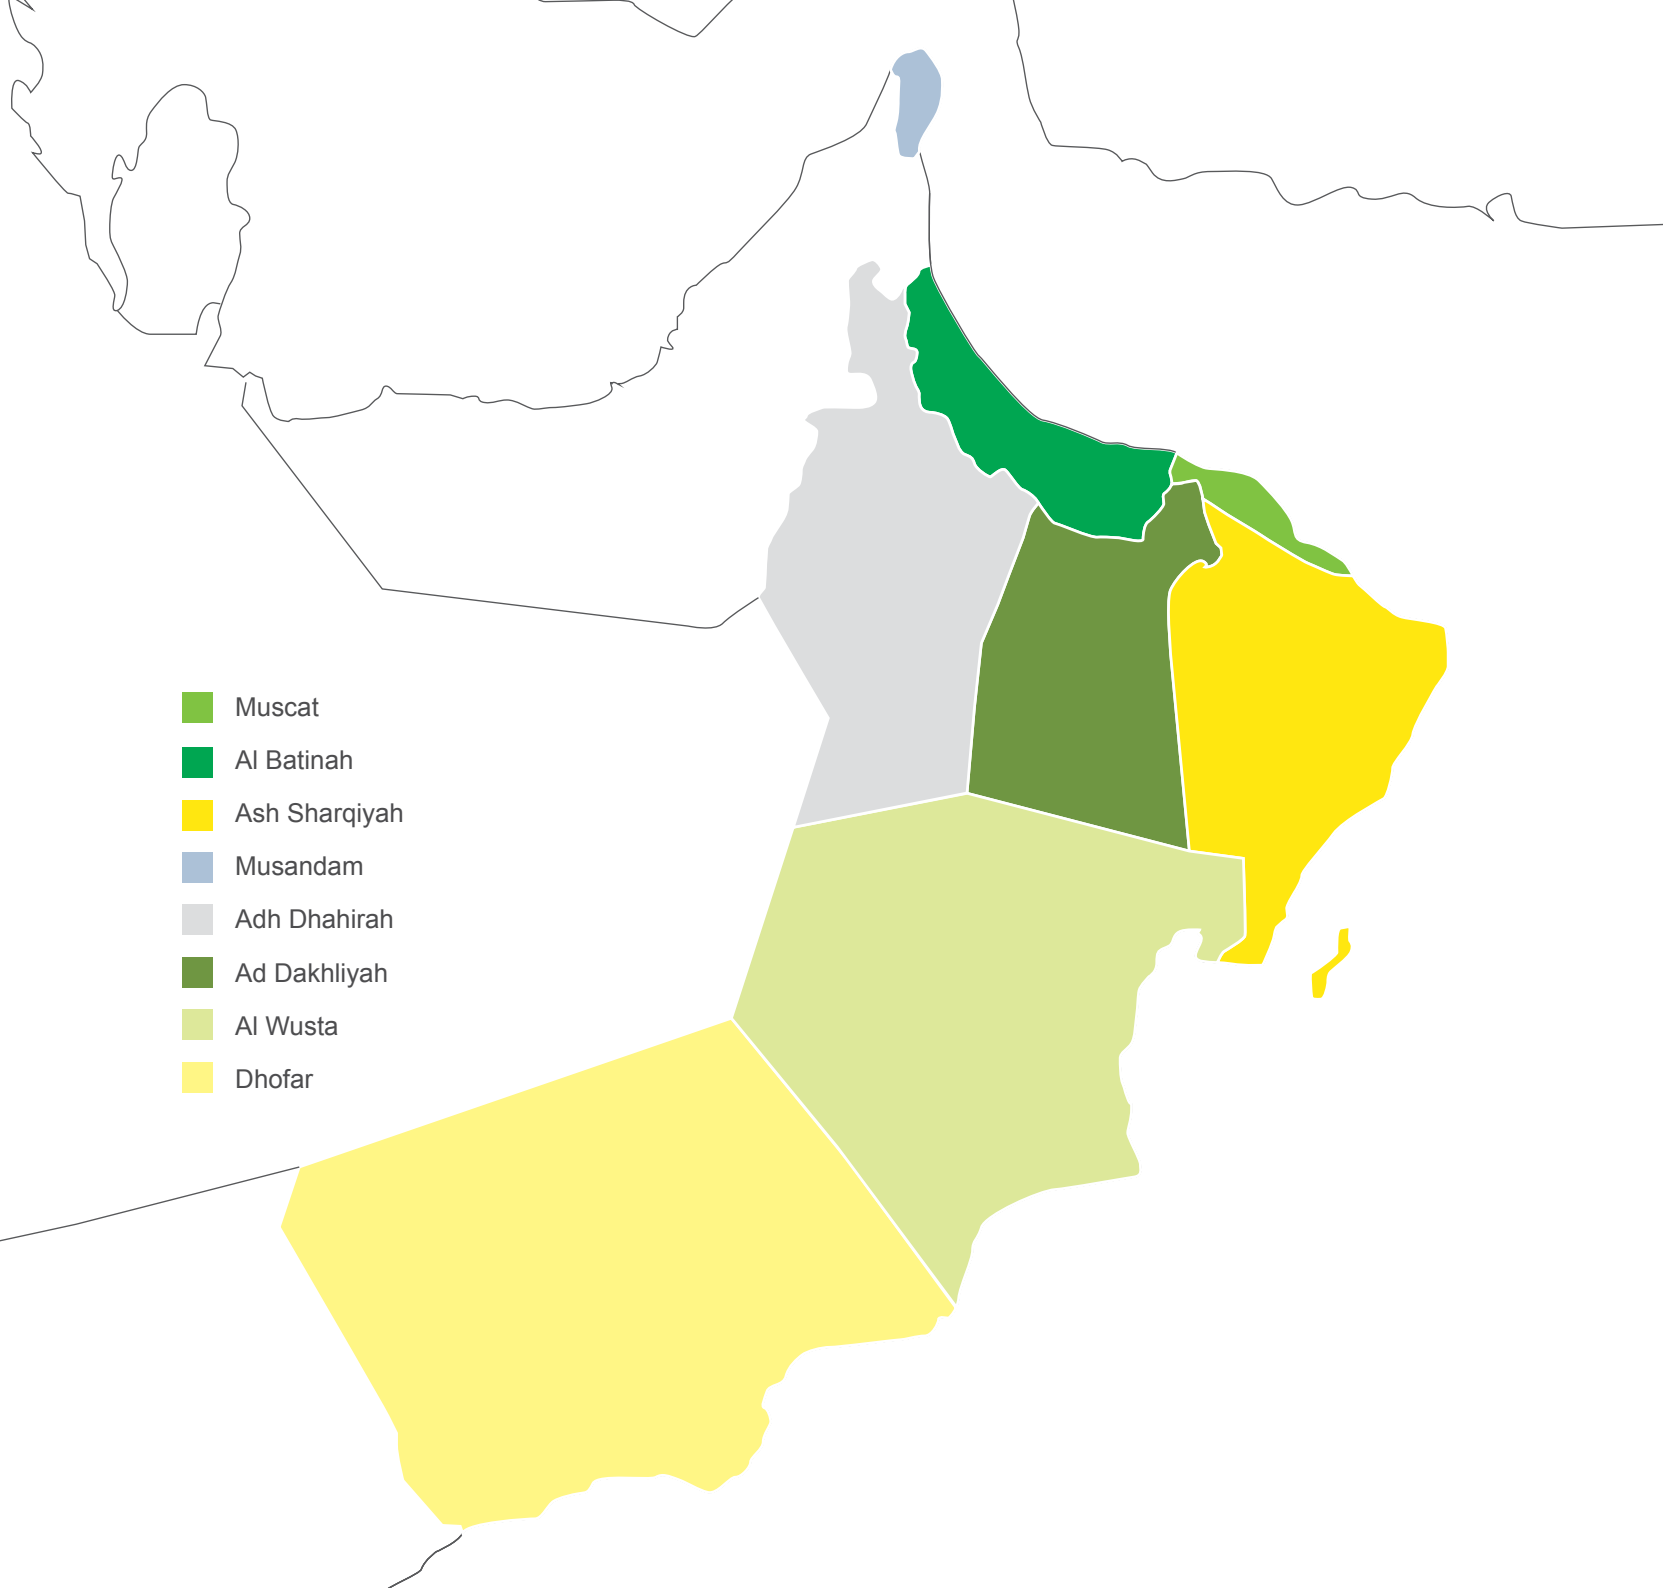 Muscat
Al Batinah
Ash Sharqiyah
Musandam
Adh Dhahirah
Ad Dakhliyah
Al Wusta
Dhofar